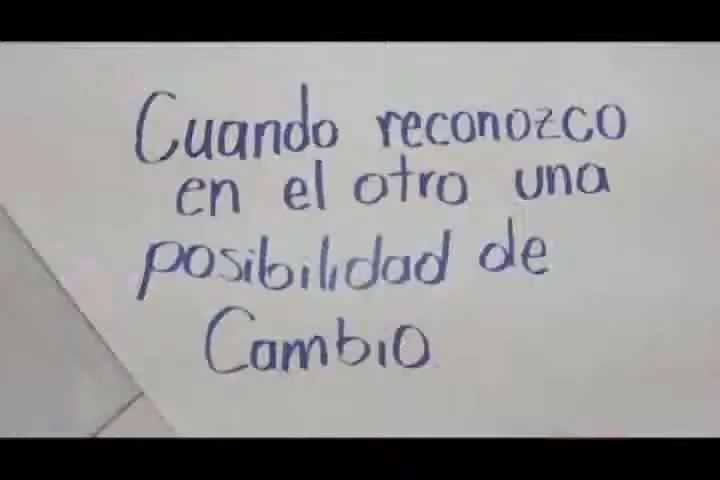 Cuando reconozco
en el otro una
posibilidad de
Cambio